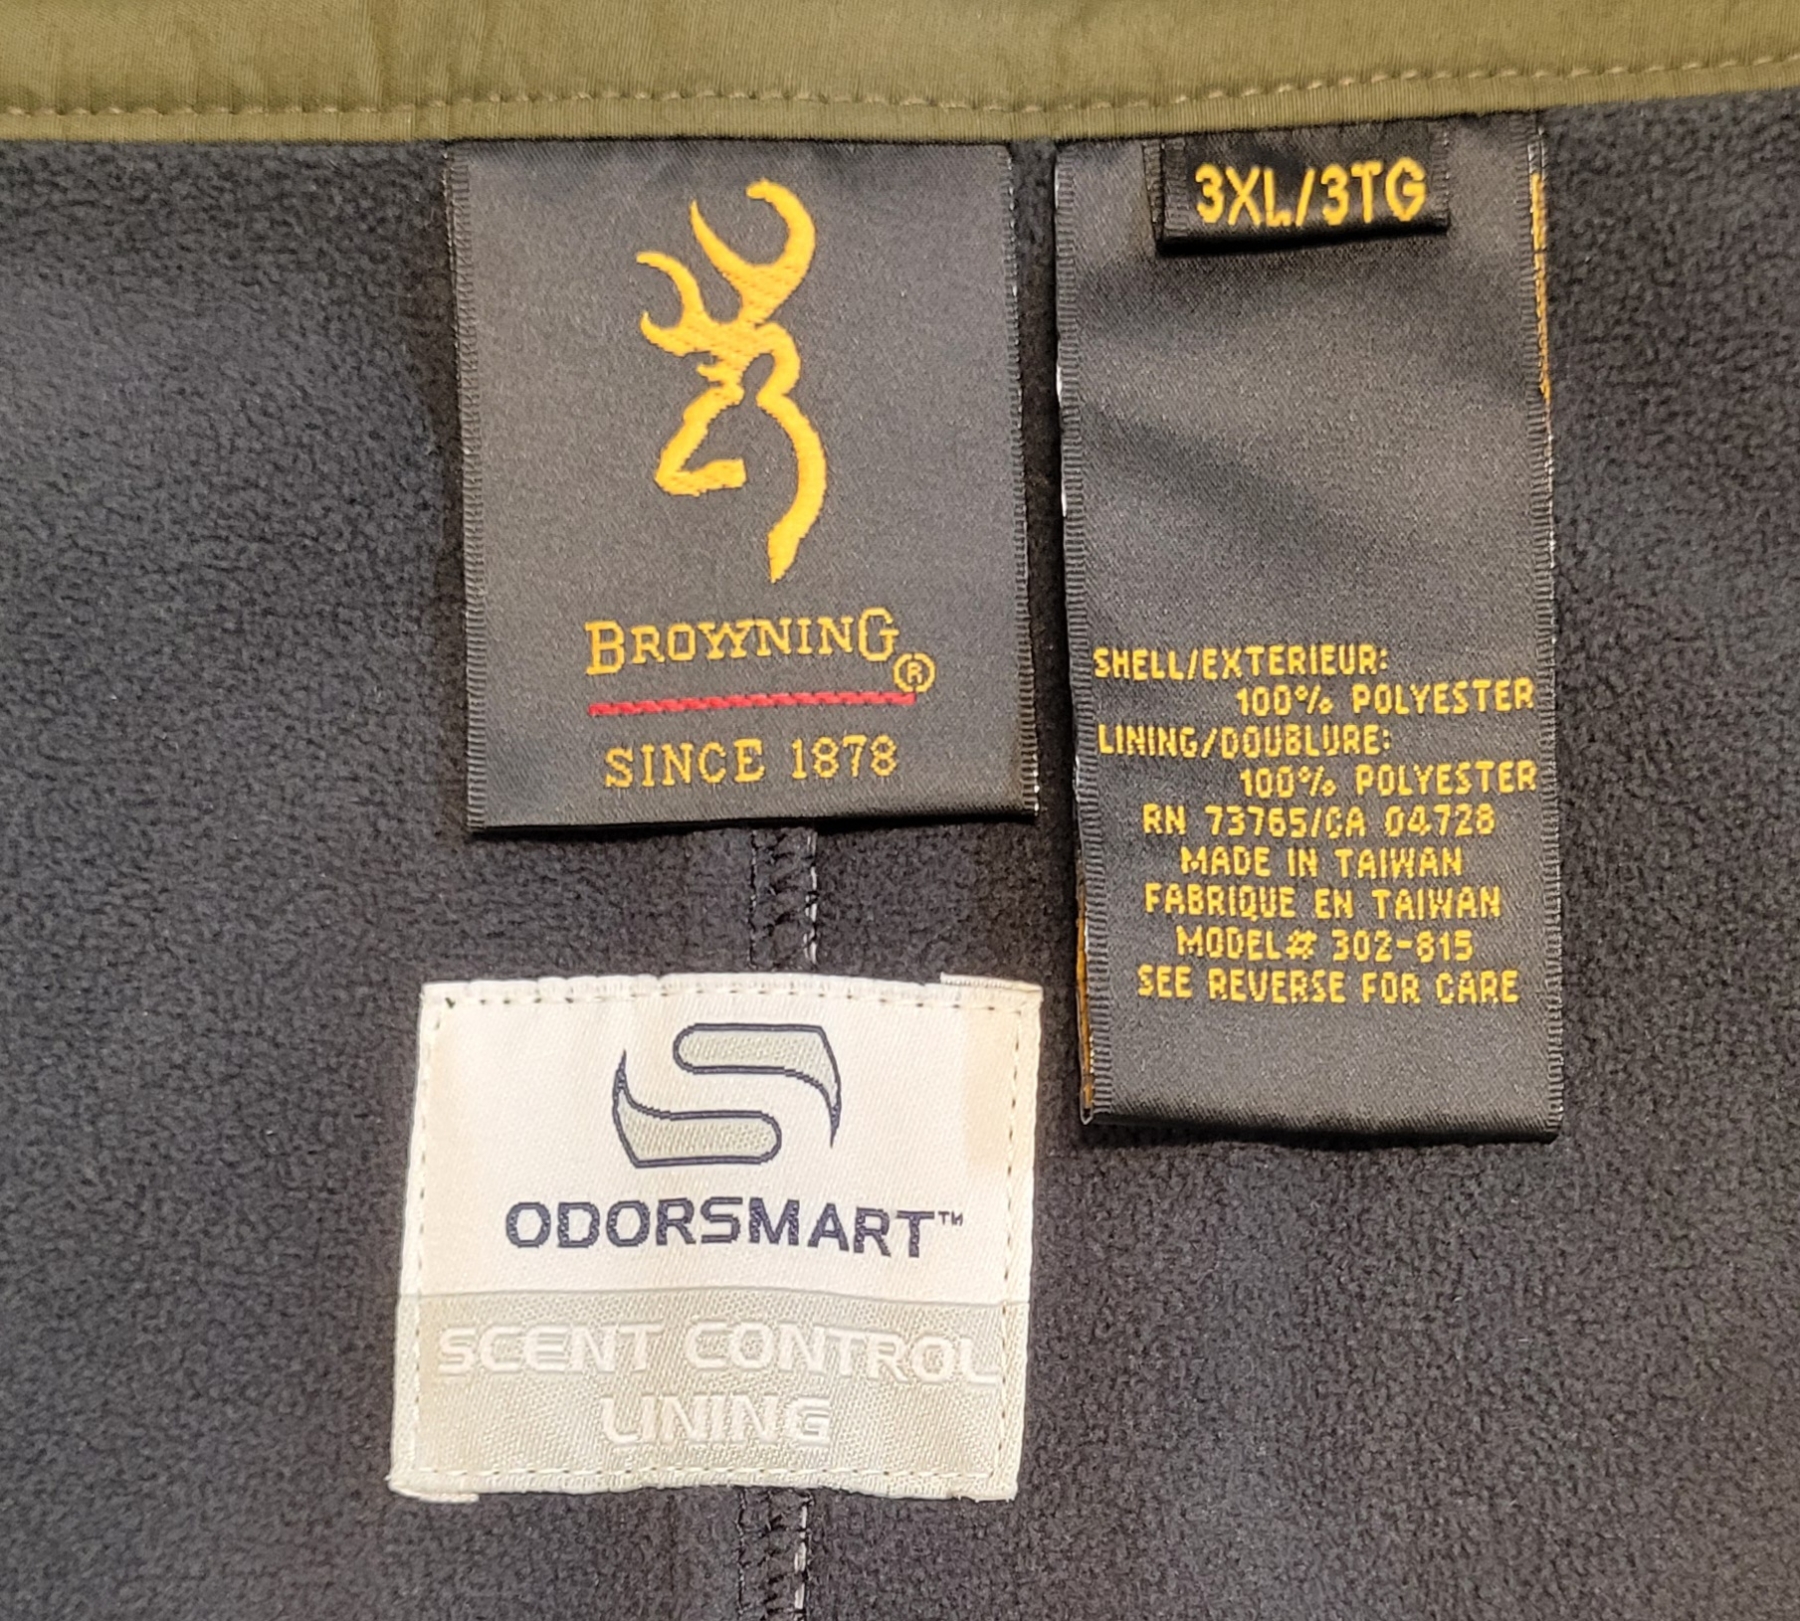 BROWNING®
SINCE 1878
3XL/3TG
SHELL/EXTERIEUR:
100% POLYESTER
LINING/DOUBLURE:
100% POLYESTER
RN 73765/CA 04728
MADE IN TAIWAN
FABRIQUE EN TAIWAN
MODEL# 302-815
SEE REVERSE FOR CARE
ODORSMART™
SCENT CONTROL
LINING